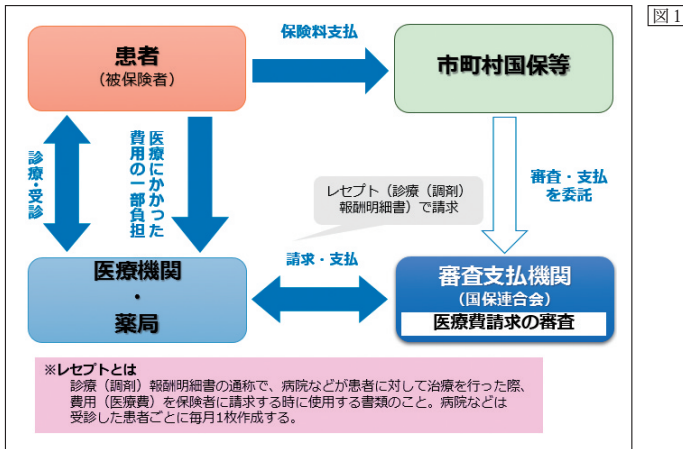 図1
患者
(被保険者)
保険料支払
市町村国保等
診療・受診
医療にかかった
費用の一部負担
審査・支払
を委託
レセプト（診療（調剤）
報酬明細書）で請求
請求・支払
医療機関
・
薬局
審査支払機関
(国保連合会)
医療費請求の審査
※レセプトとは
診療（調剤）報酬明細書の通称で、病院などが患者に対して治療を行った際、
費用（医療費）を保険者に請求する時に使用する書類のこと。病院などは
受診した患者ごとに毎月1枚作成する。